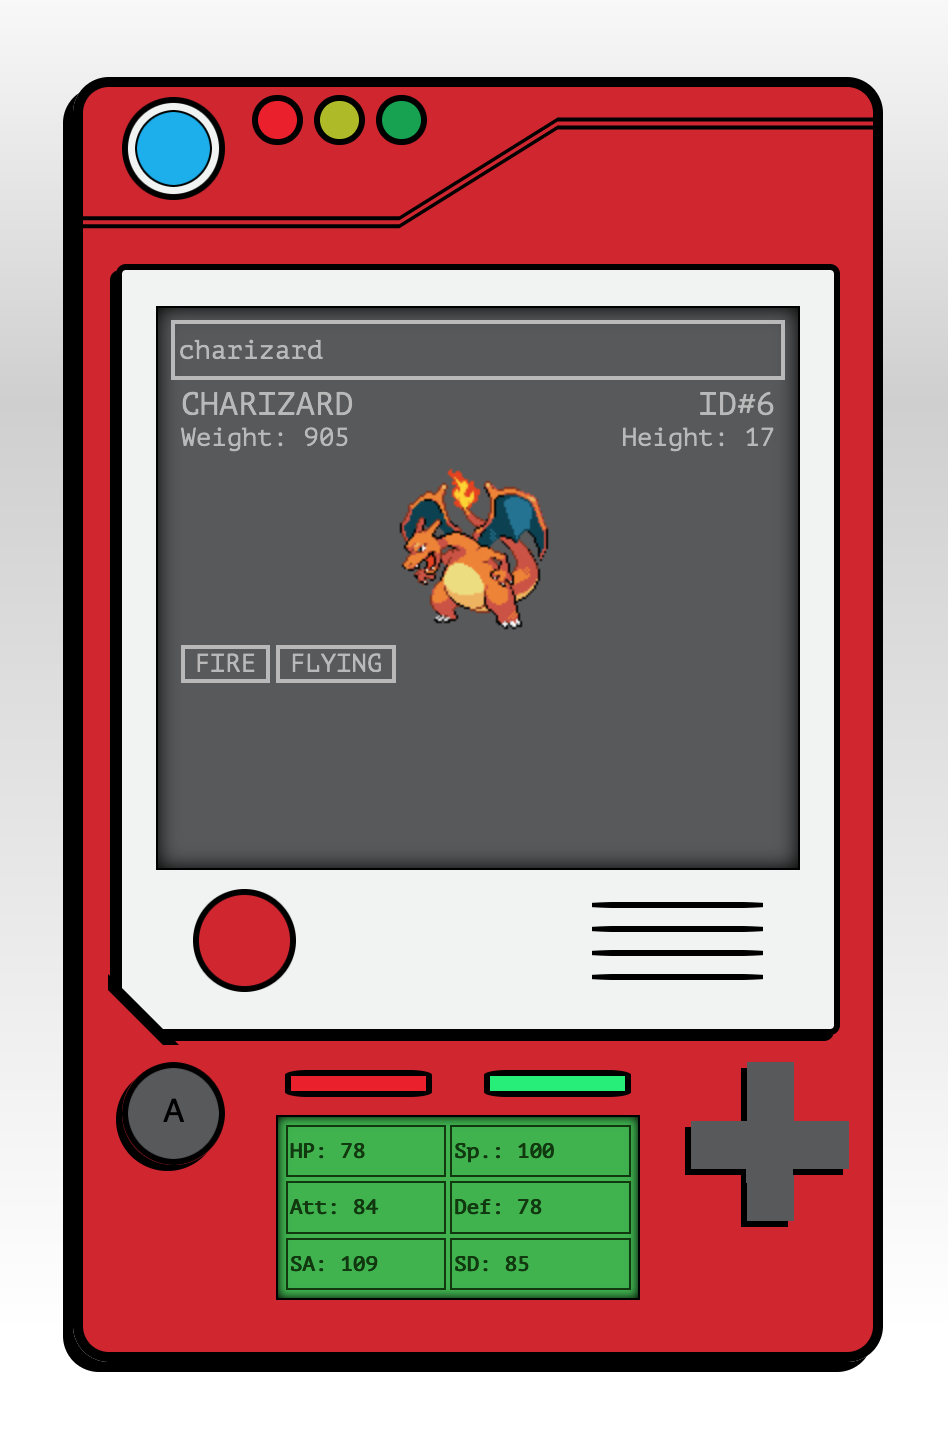 charizard
CHARIZARD ID#6
Weight: 905 Height: 17
FIRE FLYING
A
HP: 78 Sp.: 100
Att: 84 Def: 78
SA: 109 SD: 85